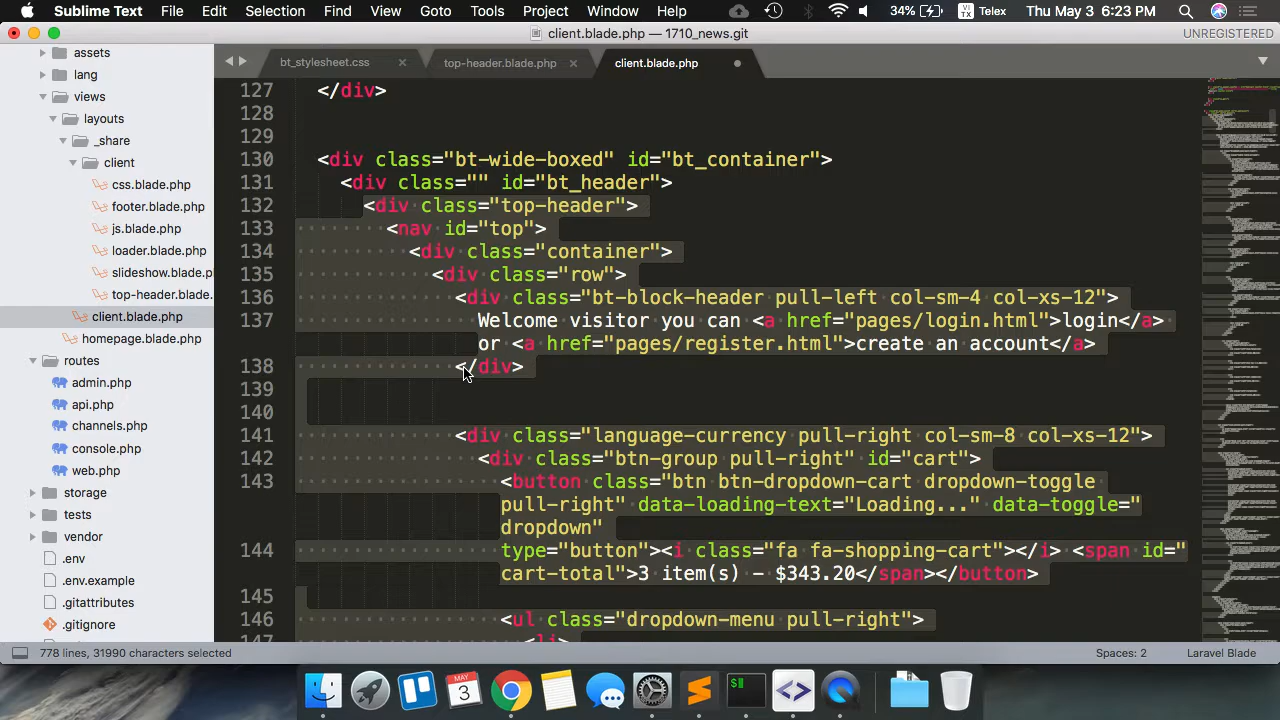 Sublime Text File Edit Selection Find View Goto Tools Project Window Help 34% VI TX Telex Thu May 3 6:23 PM
client.blade.php — 1710_news.git UNREGISTERED
assets
lang
views
layouts
_share
client
css.blade.php
footer.blade.php
js.blade.php
loader.blade.php
slideshow.blade.p
top-header.blade.
client.blade.php
homepage.blade.php
routes
admin.php
api.php
channels.php
console.php
web.php
storage
tests
vendor
.env
.env.example
.gitattributes
.gitignore
bt_stylesheet.css top-header.blade.php client.blade.php
127 </div>
128
129
130 <div class="bt-wide-boxed" id="bt_container">
131 <div class="" id="bt_header">
132 <div class="top-header">
133 <nav id="top">
134 <div class="container">
135 <div class="row">
136 <div class="bt-block-header pull-left col-sm-4 col-xs-12">
137 Welcome visitor you can <a href="pages/login.html">login</a>
or <a href="pages/register.html">create an account</a>
138 </div>
139
140
141 <div class="language-currency pull-right col-sm-8 col-xs-12">
142 <div class="btn-group pull-right" id="cart">
143 <button class="btn btn-dropdown-cart dropdown-toggle
pull-right" data-loading-text="Loading..." data-toggle="
dropdown"
144 type="button"><i class="fa fa-shopping-cart"></i> <span id="
cart-total">3 item(s) - $343.20</span></button>
145
146 <ul class="dropdown-menu pull-right">
147 <li>
778 lines, 31990 characters selected Spaces: 2 Laravel Blade
MAY
3